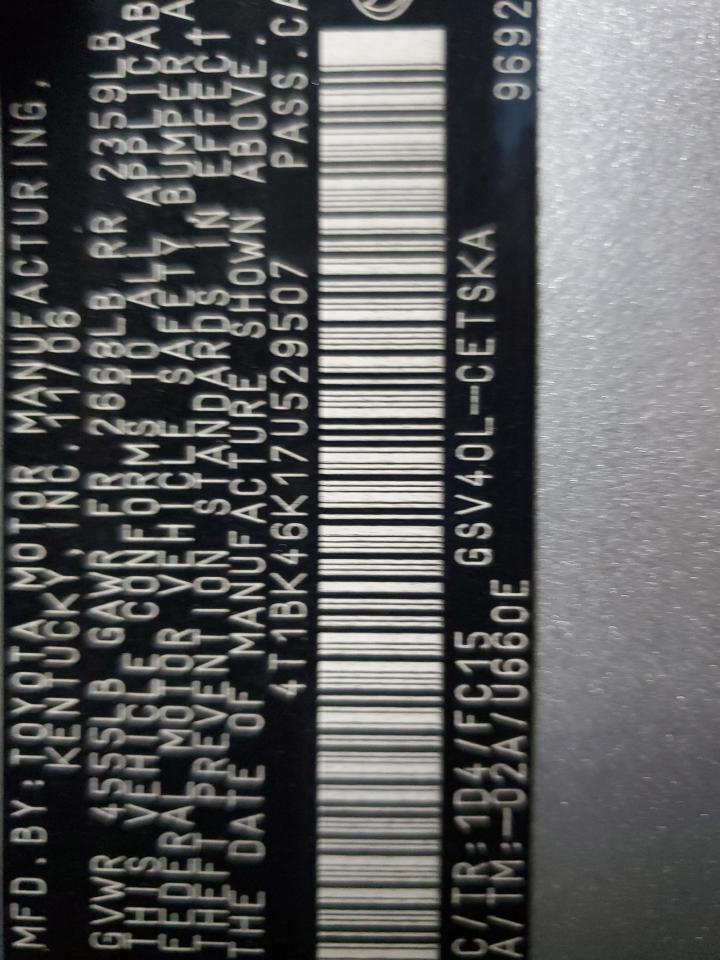 MFD.BY:TOYOTA MOTOR MANUFACTURING,
KENTUCKY, INC. 11/06
GVWR 4555LB GAWR FR 2668LB RR 2359LB
THIS VEHICLE CONFORMS TO ALL APPLICAB
FEDERAL MOTOR VEHICLE SAFETY BUMPER A
THEFT PREVENTION STANDARDS IN EFFECT
THE DATE OF MANUFACTURE SHOWN ABOVE.
4T1BK46K17U529507 PASS.CA
C/TR:1D4/FC15 GSV40L-CETSKA
A/TM:-02A/U660E 9692